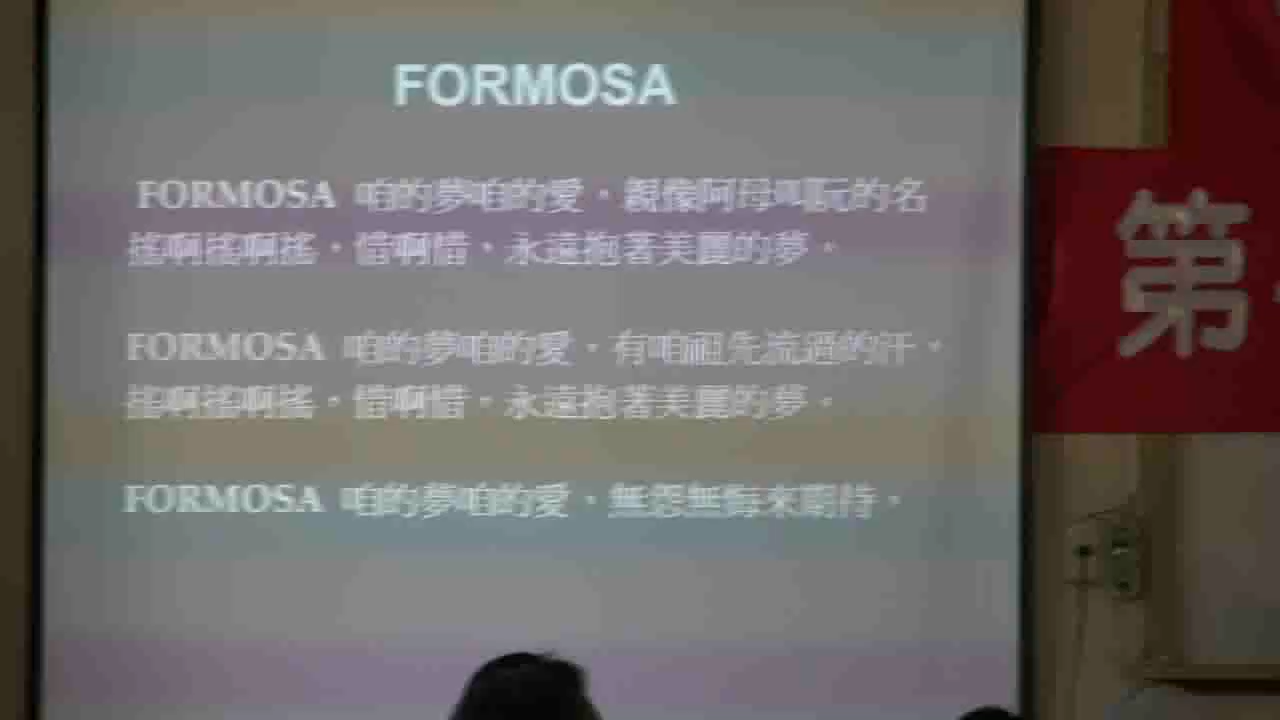 FORMOSA
FORMOSA 咱的夢咱的愛，親像阿母叫阮的名
搖啊搖啊搖，惜啊惜，永遠抱著美麗的夢。
FORMOSA 咱的夢咱的愛，有咱祖先流過的汗，
搖啊搖啊搖，惜啊惜，永遠抱著美麗的夢。
FORMOSA 咱的夢咱的愛，無怨無悔來期待。
第